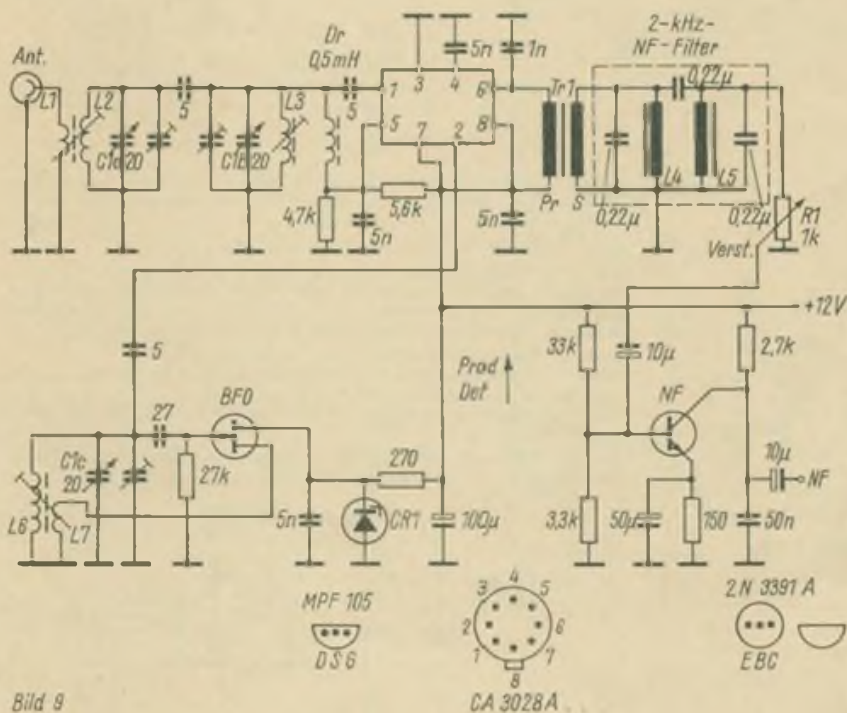 Ant.
L1
L2
C1a 20
5
C1b 20
L3
Dr
0,5mH
5
4,7k
5n
5,6k
1
3
4
6
5
7
2
8
5n
1n
5n
Tr1
Pr
S
2-kHz-
NF-Filter
0,22µ
0,22µ
L4
L5
0,22µ
R1
1k
Verst.
+12V
5
BFO
27
C1c
20
27k
L6
L7
5n
CR1
270
100µ
Prod
Det
33k
10µ
NF
2,7k
3,3k
50µ
150
10µ
NF
50n
MPF 105
DSG
4
3
5
2
6
1
7
8
CA 3028A
2N 3391 A
EBC
Bild 9